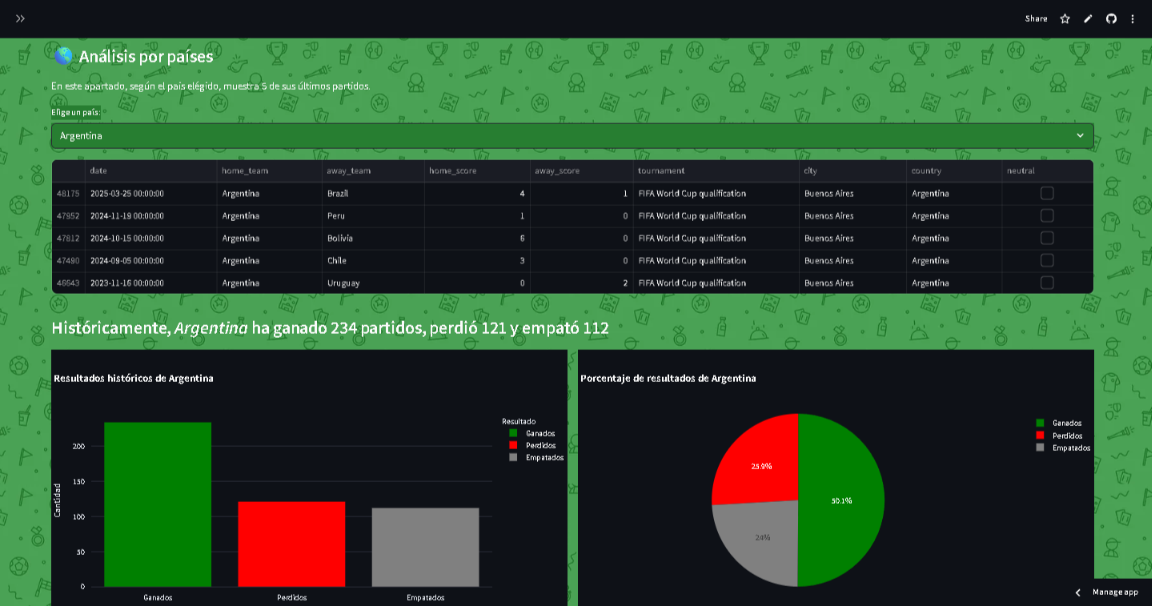 Share
Análisis por países
En este apartado, según el país elégido, muestra 5 de sus últimos partidos.
Elige un país:
Argentina
date home_team away_team home_score away_score tournament city country neutral
48175 2025-03-25 00:00:00 Argentina Brazil 4 1 FIFA World Cup qualification Buenos Aires Argentina
47952 2024-11-19 00:00:00 Argentina Peru 1 0 FIFA World Cup qualification Buenos Aires Argentina
47812 2024-10-15 00:00:00 Argentina Bolivia 6 0 FIFA World Cup qualification Buenos Aires Argentina
47490 2024-09-05 00:00:00 Argentina Chile 3 0 FIFA World Cup qualification Buenos Aires Argentina
2023-11-16 00:00:00 Argentina Uruguay 0 2 FIFA World Cup qualification Buenos Aires Argentina
Históricamente, Argentina ha ganado 234 partidos, perdió 121 y empató 112
Resultados históricos de Argentina
Resultado
Ganados
Perdidos
Empatados
Cantidad
200
150
100
50
0
Ganados Perdidos Empatados
Porcentaje de resultados de Argentina
Ganados
Perdidos
Empatados
25.9%
50.1%
24%
Manage app